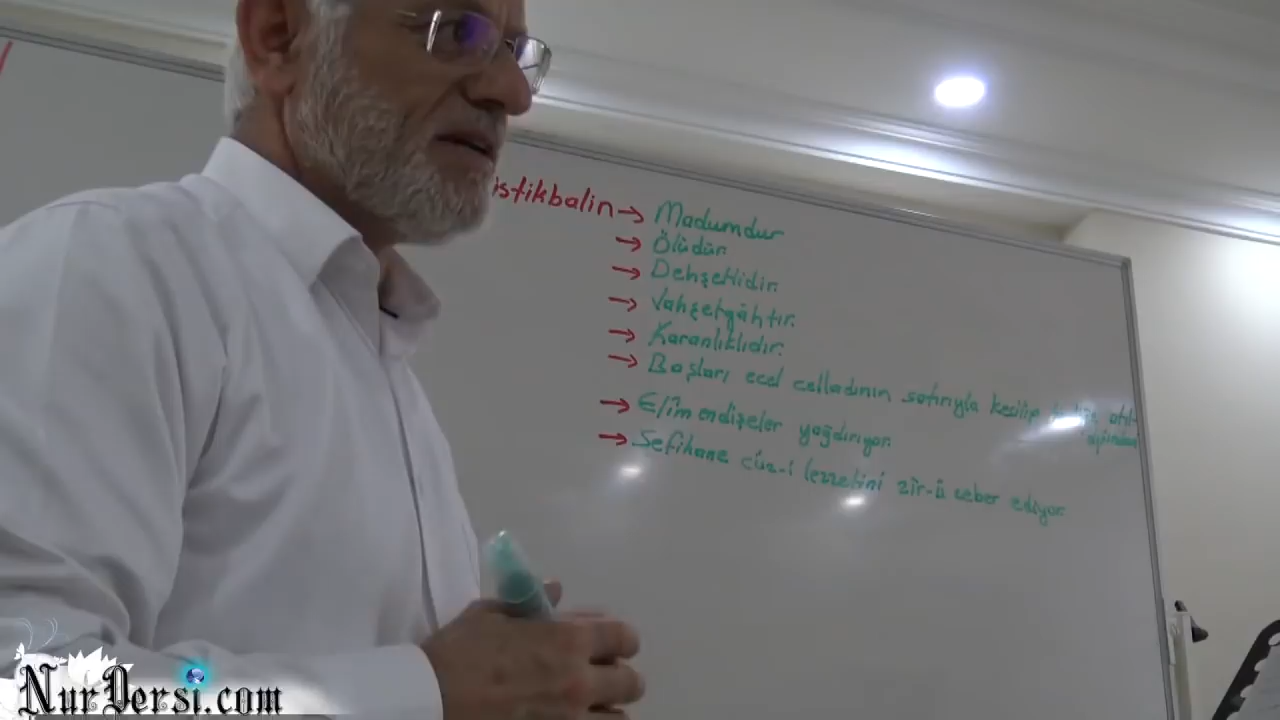 istikbalin → Madumdur
→ Ölüdür.
→ Dehşetlidir.
→ Vahşetgâhtır.
→ Karanlıklıdır.
→ Başları ecel celladının satırıyla kesilip
→ Elîm endişeler yağdırıyor.
→ Sefihane cüz-i lezzetini zîr-ü zeber ediyor.
NurDersi.com